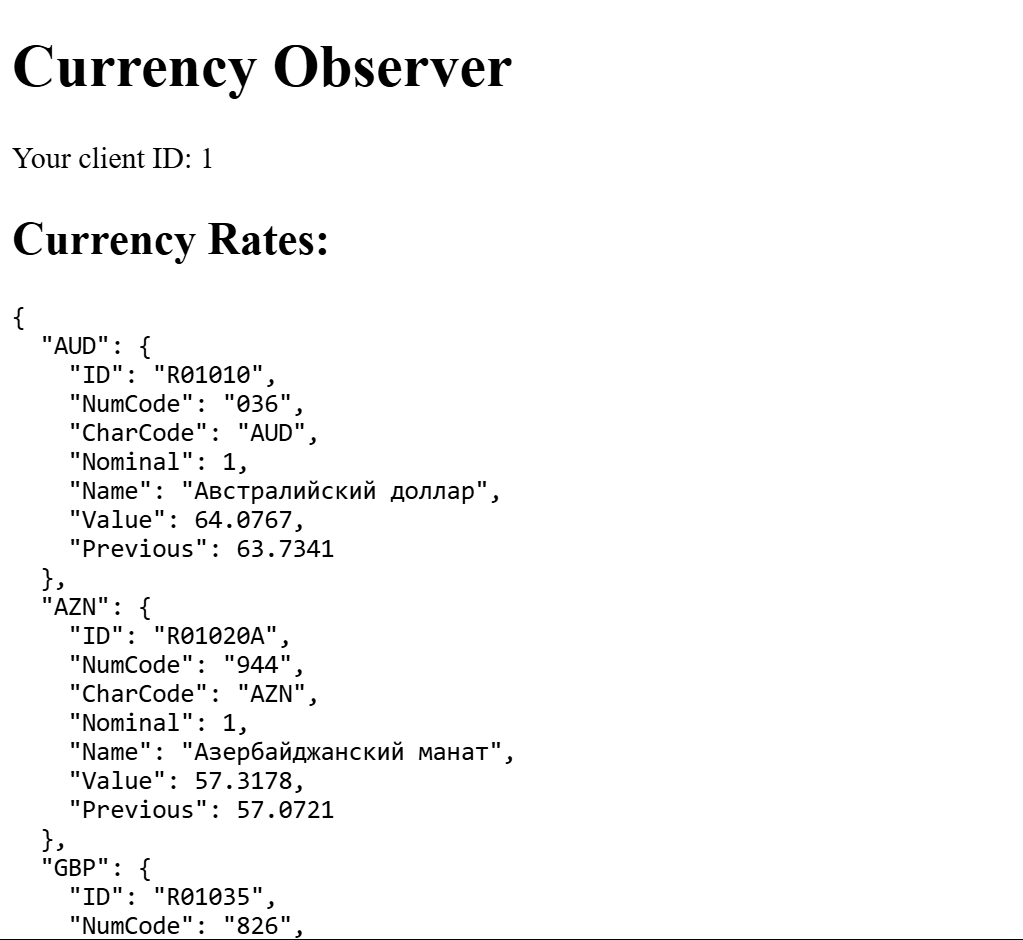 Currency Observer
Your client ID: 1
Currency Rates:
{
  "AUD": {
    "ID": "R01010",
    "NumCode": "036",
    "CharCode": "AUD",
    "Nominal": 1,
    "Name": "Австралийский доллар",
    "Value": 64.0767,
    "Previous": 63.7341
  },
  "AZN": {
    "ID": "R01020A",
    "NumCode": "944",
    "CharCode": "AZN",
    "Nominal": 1,
    "Name": "Азербайджанский манат",
    "Value": 57.3178,
    "Previous": 57.0721
  },
  "GBP": {
    "ID": "R01035",
    "NumCode": "826",